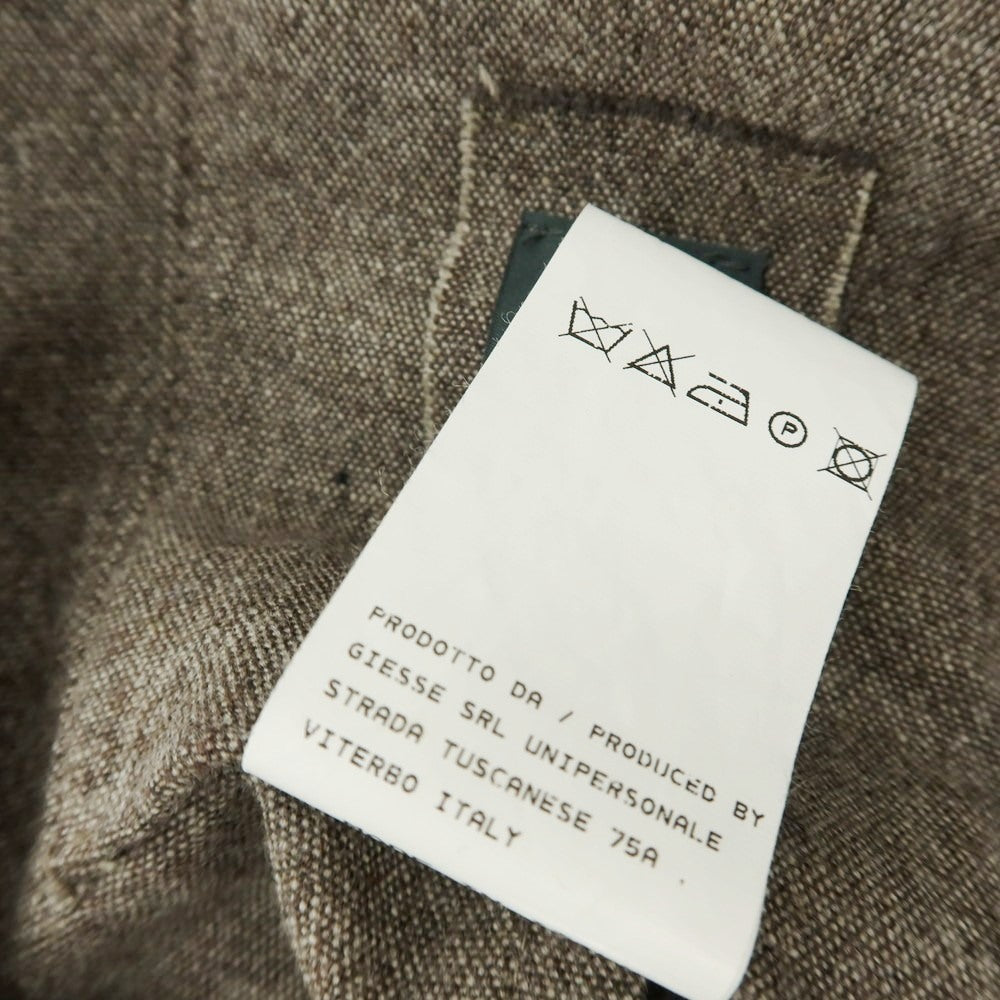 P
PRODOTTO DA / PRODUCED BY
GIESSE SRL UNIPERSONALE
STRADA TUSCANESE 75A
VITERBO ITALY